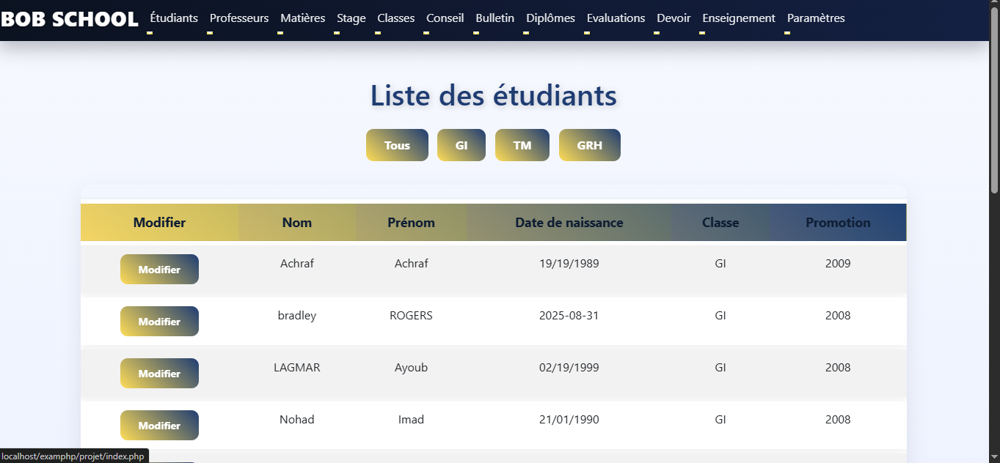 BOB SCHOOL Étudiants Professeurs Matières Stage Classes Conseil Bulletin Diplômes Evaluations Devoir Enseignement Paramètres
Liste des étudiants
Tous GI TM GRH
Modifier Nom Prénom Date de naissance Classe Promotion
Modifier Achraf Achraf 19/19/1989 GI 2009
Modifier bradley ROGERS 2025-08-31 GI 2008
Modifier LAGMAR Ayoub 02/19/1999 GI 2008
Modifier Nohad Imad 21/01/1990 GI 2008
localhost/examphp/projet/index.php